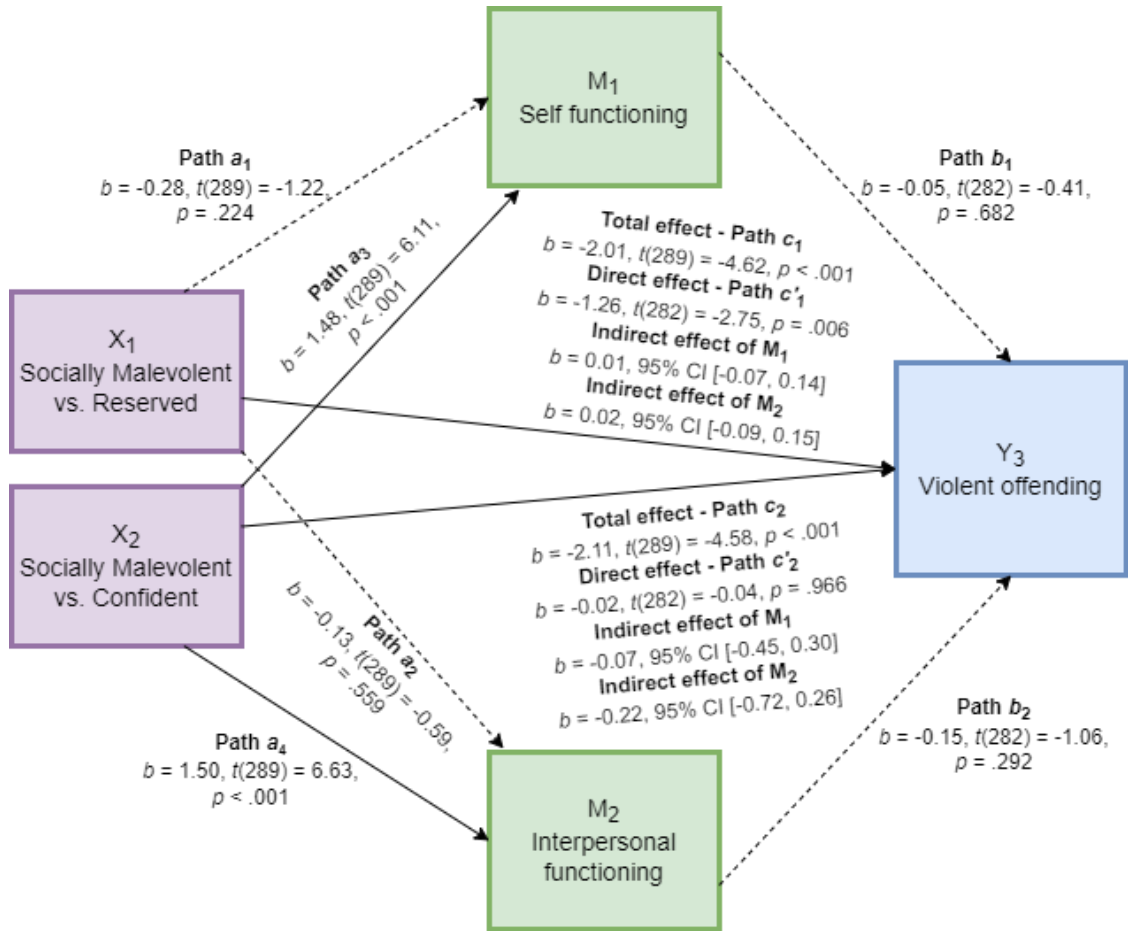 M₁
Self functioning
Path a₁
b = -0.28, t(289) = -1.22,
p = .224
Path b₁
b = -0.05, t(282) = -0.41,
p = .682
Path a₃
b = 1.48, t(289) = 6.11,
p < .001
Total effect - Path c₁
b = -2.01, t(289) = -4.62, p < .001
Direct effect - Path c'₁
b = -1.26, t(282) = -2.75, p = .006
Indirect effect of M₁
b = 0.01, 95% CI [-0.07, 0.14]
Indirect effect of M₂
b = 0.02, 95% CI [-0.09, 0.15]
X₁
Socially Malevolent
vs. Reserved
Y₃
Violent offending
X₂
Socially Malevolent
vs. Confident
Total effect - Path c₂
b = -2.11, t(289) = -4.58, p < .001
Direct effect - Path c'₂
b = -0.02, t(282) = -0.04, p = .966
Indirect effect of M₁
b = -0.07, 95% CI [-0.45, 0.30]
Indirect effect of M₂
b = -0.22, 95% CI [-0.72, 0.26]
Path a₂
b = -0.13, t(289) = -0.59,
p = .559
Path a₄
b = 1.50, t(289) = 6.63,
p < .001
Path b₂
b = -0.15, t(282) = -1.06,
p = .292
M₂
Interpersonal
functioning